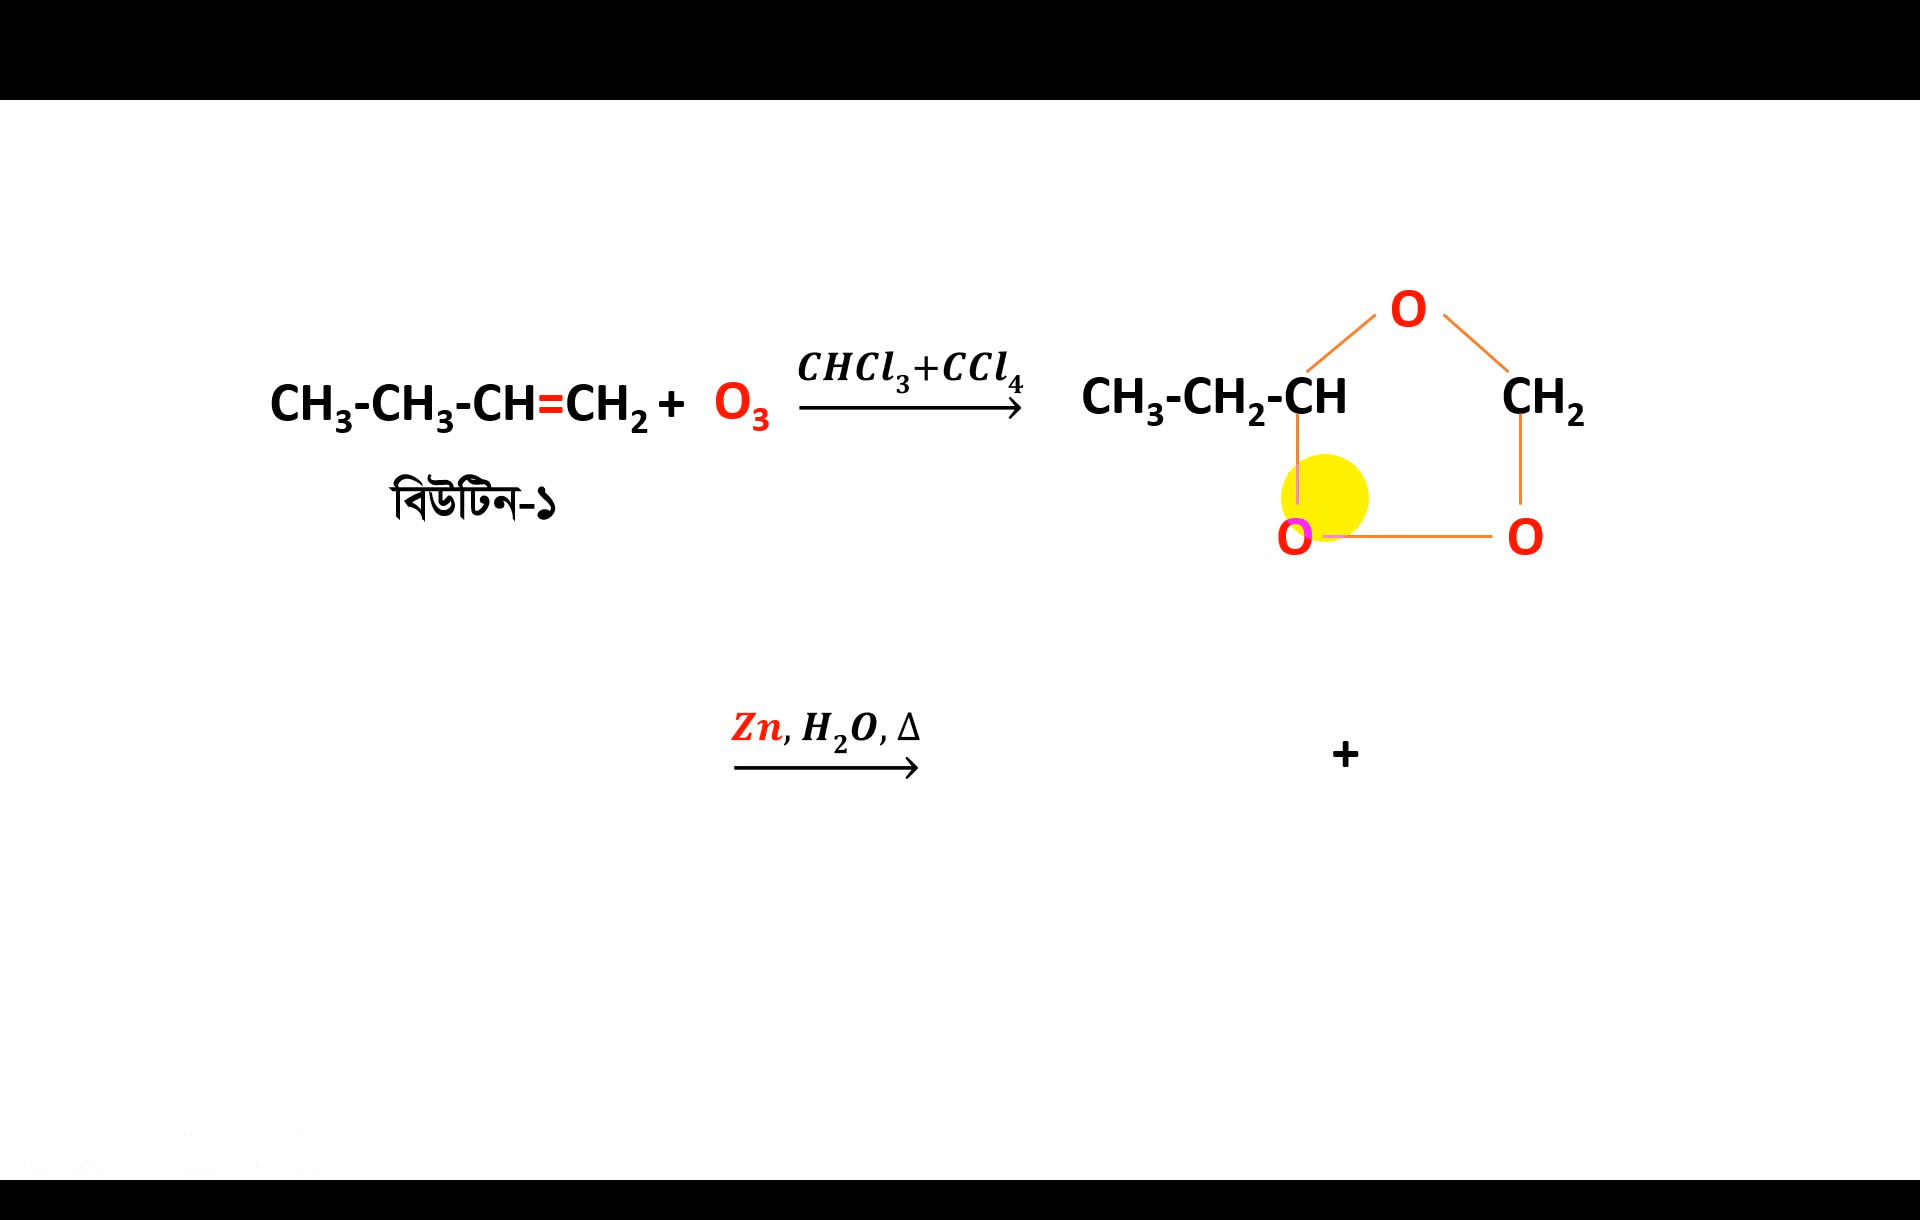 O
CH₃-CH₃-CH=CH₂ + O₃ CHCl₃+CCl₄ CH₃-CH₂-CH CH₂
বিউটিন-১
O O
Zn, H₂O, Δ
+